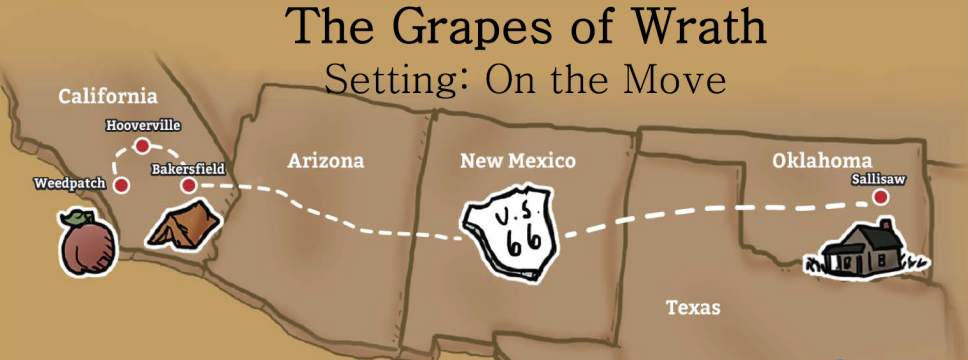 The Grapes of Wrath
Setting: On the Move
California
Hooverville
Weedpatch
Bakersfield
Arizona
New Mexico
U.S.
66
Oklahoma
Sallisaw
Texas